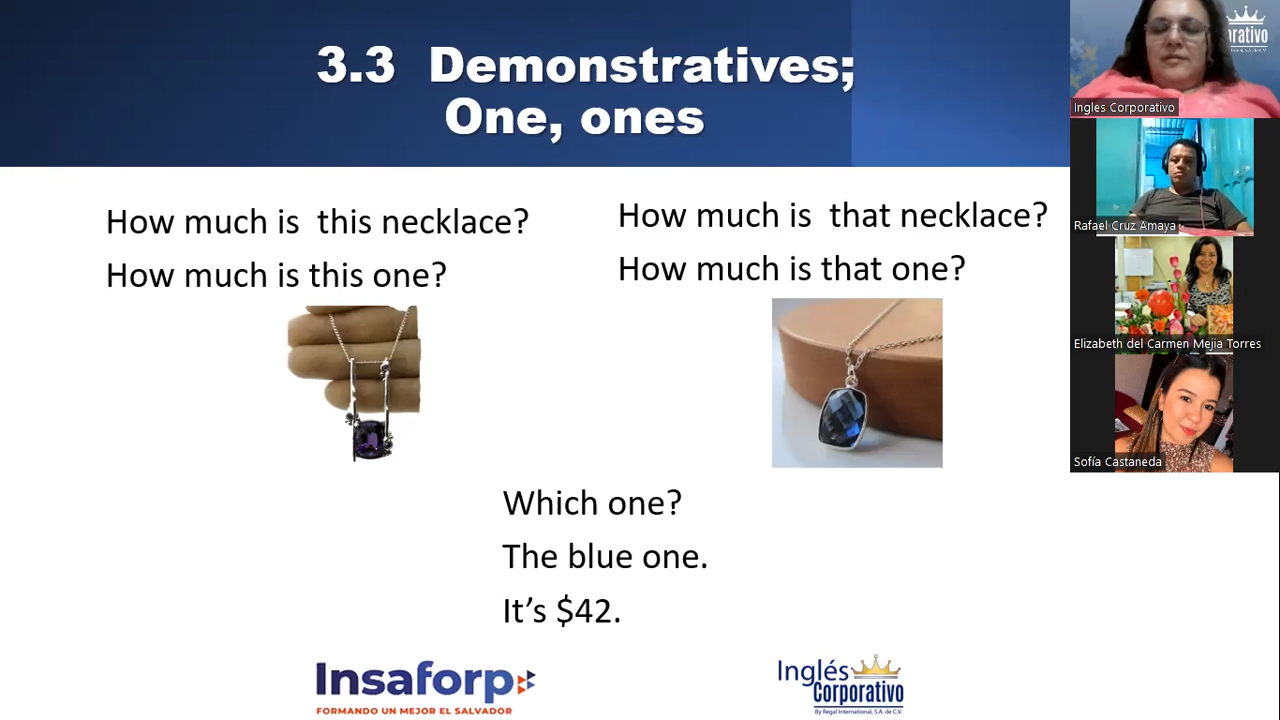 3.3 Demonstratives;
One, ones
How much is this necklace?
How much is this one?
How much is that necklace?
How much is that one?
Which one?
The blue one.
It's $42.
Insaforp
FORMANDO UN MEJOR EL SALVADOR
Inglés
Corporativo
By Regal International, S.A. de C.V.
Ingles Corporativo
Rafael Cruz Amaya
Elizabeth del Carmen Mejía Torres
Sofía Castaneda